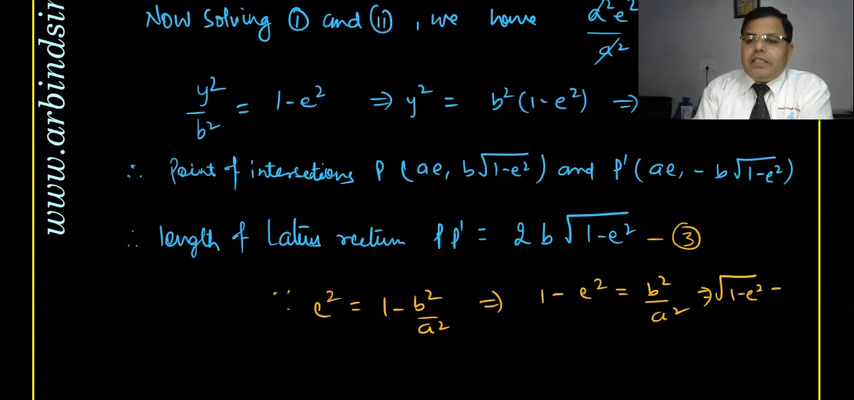 Now solving ① and ⑪, we have a²e²/a²
y²/b² = 1-e² ⇒ y² = b²(1-e²) ⇒
∴ Point of intersetions P (ae, b√1-e²) and P'(ae, -b√1-e²)
∴ length of Latus rectum PP' = 2b√1-e² - ③
∵ e² = 1- b²/a² ⇒ 1-e² = b²/a² ⇒ √1-e² =
www.arbindsin